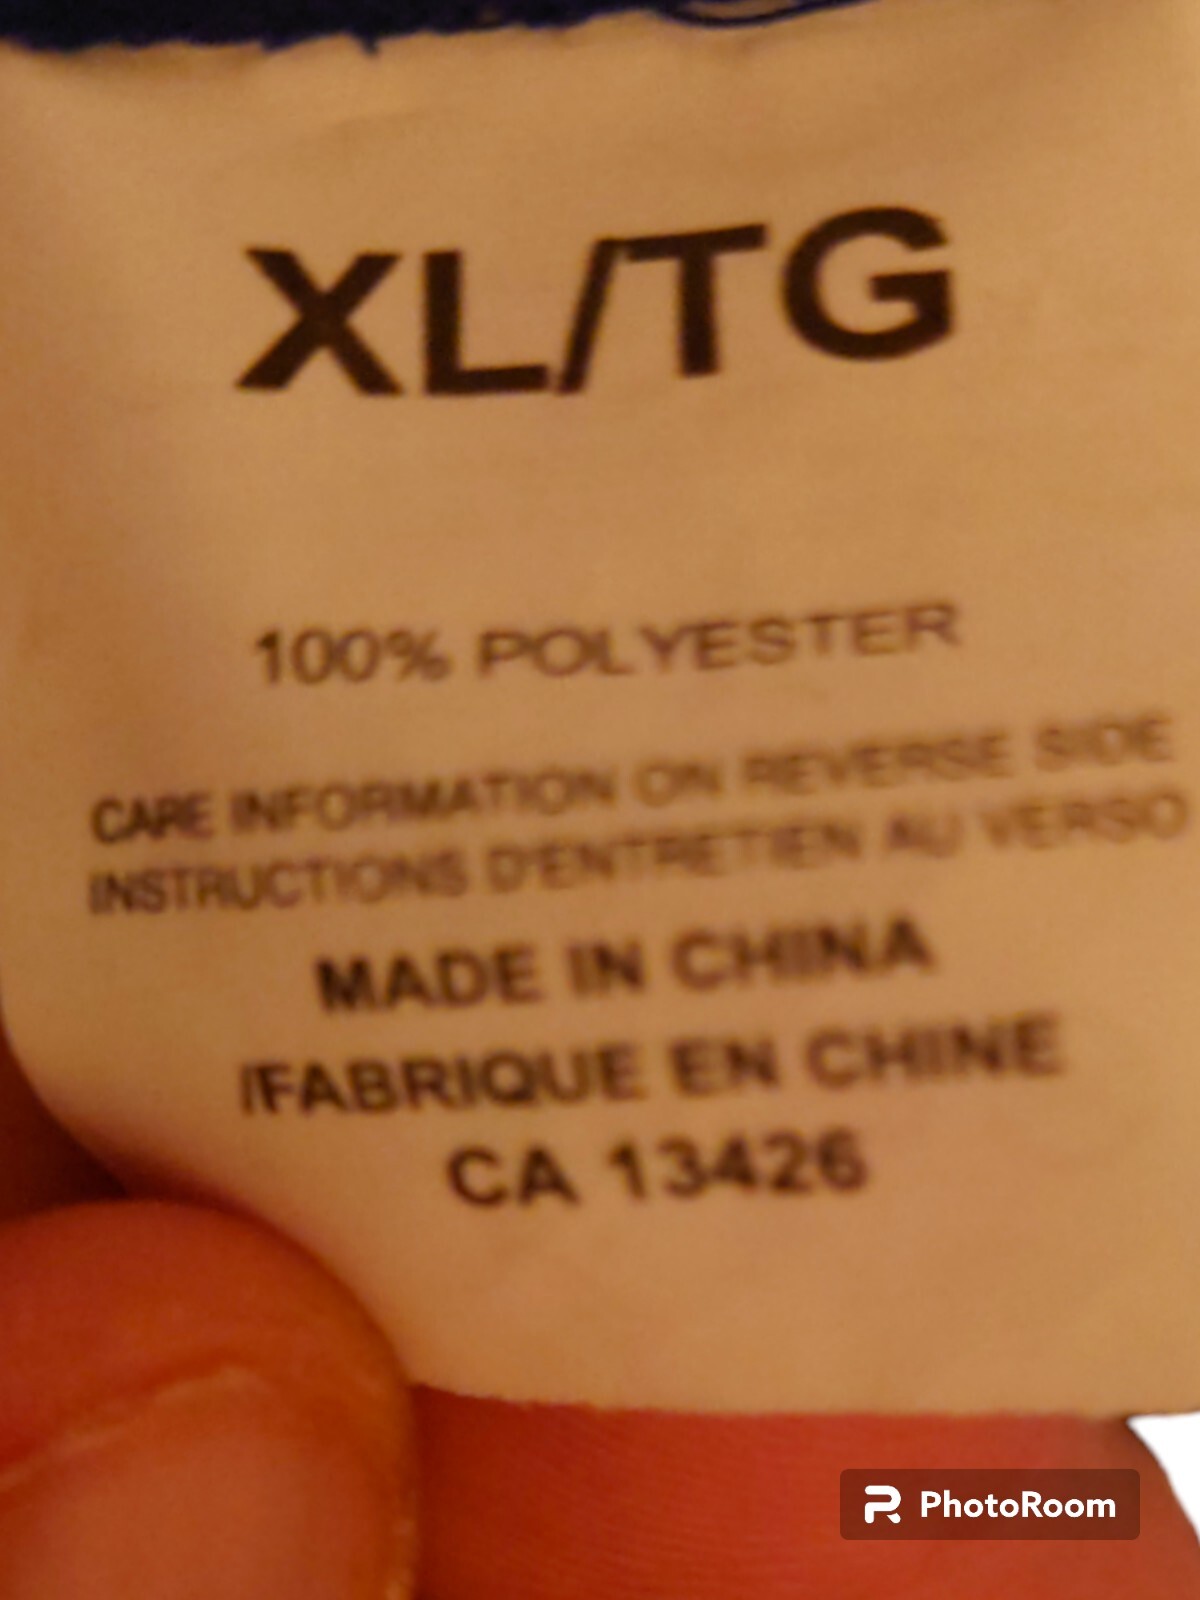 XL/TG
100% POLYESTER
CARE INFORMATION ON REVERSE SIDE
INSTRUCTIONS D'ENTRETIEN AU VERSO
MADE IN CHINA
/FABRIQUE EN CHINE
CA 13426
PhotoRoom